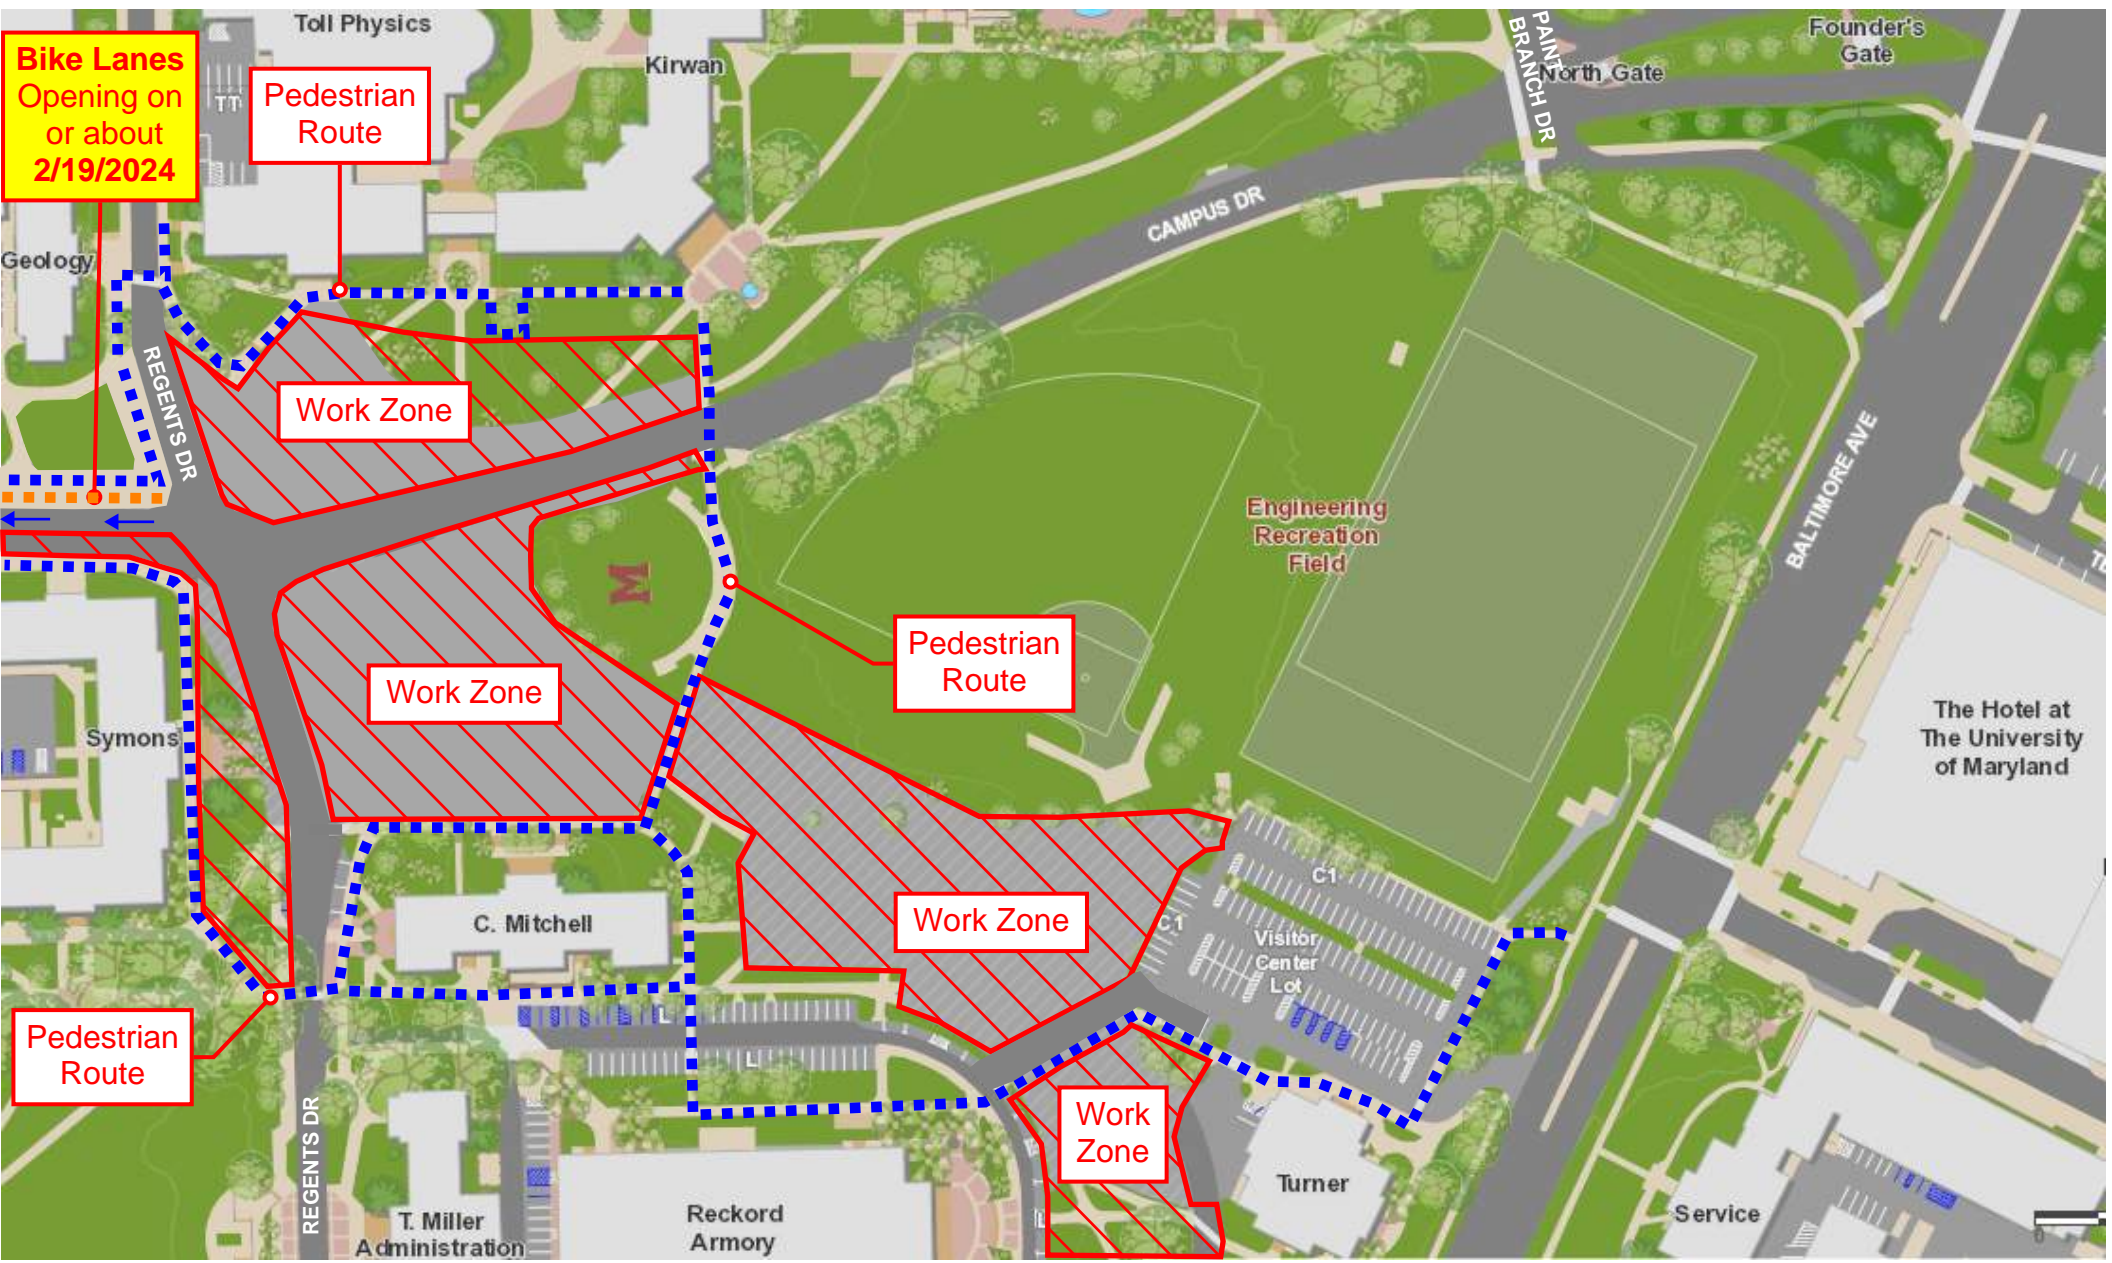 Toll Physics
Kirwan
Founder's
Gate
North Gate
PAINT
BRANCH DR
Bike Lanes
Opening on
or about
2/19/2024
TT
Pedestrian
Route
Geology
CAMPUS DR
REGENTS DR
Work Zone
BALTIMORE AVE
Engineering
Recreation
Field
M
Pedestrian
Route
Work Zone
Symons
The Hotel at
The University
of Maryland
C1
C. Mitchell
Work Zone
C1
Visitor
Center
Lot
L
L
Pedestrian
Route
Work
Zone
REGENTS DR
T. Miller
Administration
Reckord
Armory
Turner
Service
0